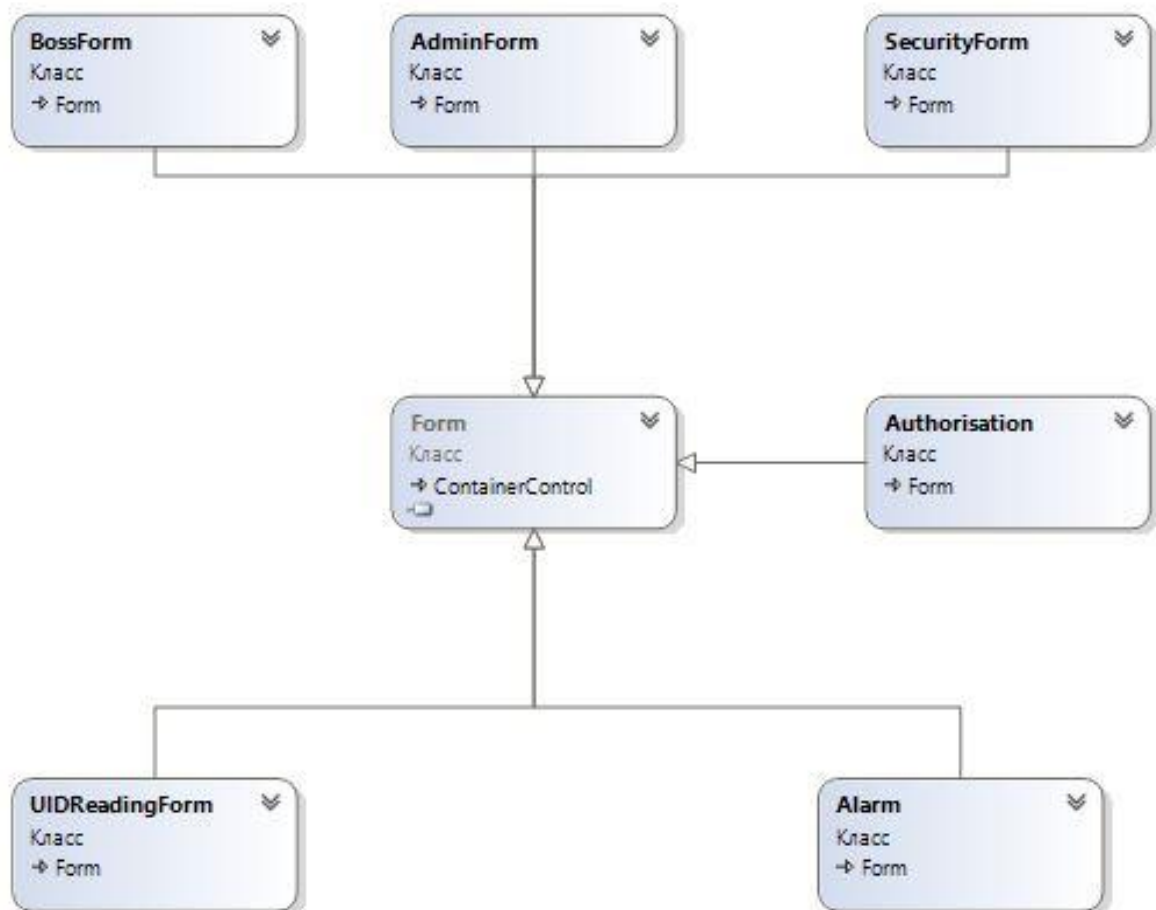 BossForm
Класс
Form
AdminForm
Класс
Form
SecurityForm
Класс
Form
Form
Класс
ContainerControl
Authorisation
Класс
Form
UIDReadingForm
Класс
Form
Alarm
Класс
Form